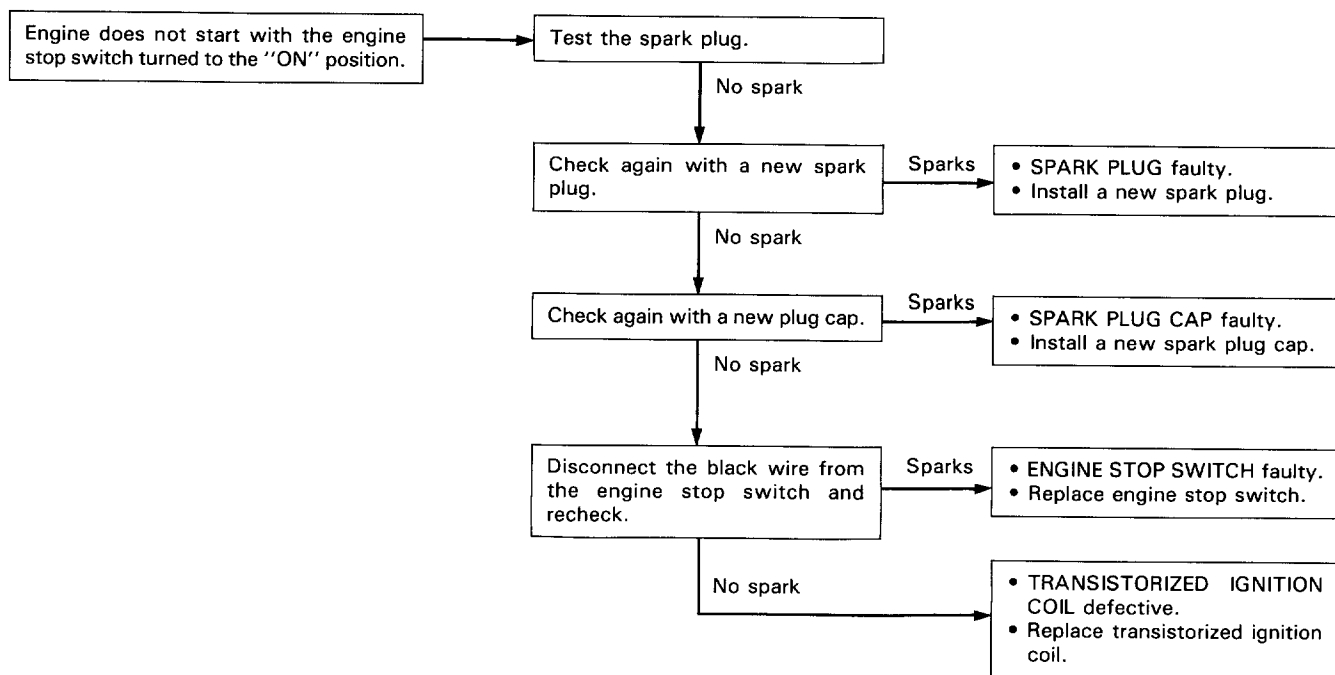 Engine does not start with the engine
stop switch turned to the "ON" position.
Test the spark plug.
No spark
Check again with a new spark
plug.
Sparks
• SPARK PLUG faulty.
• Install a new spark plug.
No spark
Check again with a new plug cap.
Sparks
• SPARK PLUG CAP faulty.
• Install a new spark plug cap.
No spark
Disconnect the black wire from
the engine stop switch and
recheck.
Sparks
• ENGINE STOP SWITCH faulty.
• Replace engine stop switch.
No spark
• TRANSISTORIZED IGNITION
COIL defective.
• Replace transistorized ignition
coil.